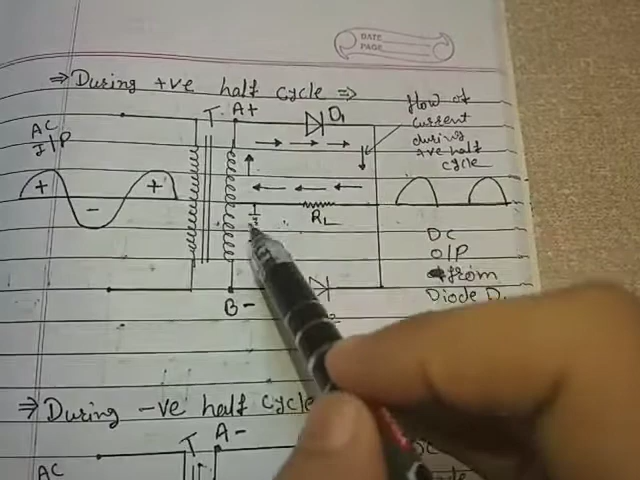 DATE
PAGE
⇒ During +ve half cycle ⇒
AC
I/P
T
A+
D1
flow of
current
during
+ve half
cycle
+
+
−
RL
DC
O/P
from
Diode D
B −
⇒ During -ve half cycle
T
A-
AC